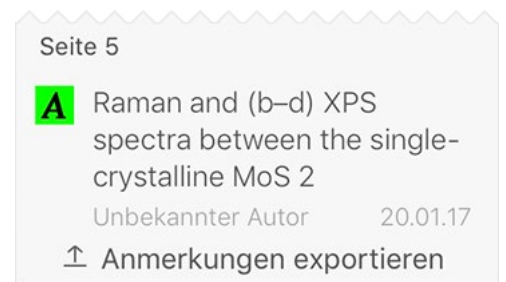 Seite 5
A
Raman and (b–d) XPS
spectra between the single-
crystalline MoS 2
Unbekannter Autor 20.01.17
Anmerkungen exportieren